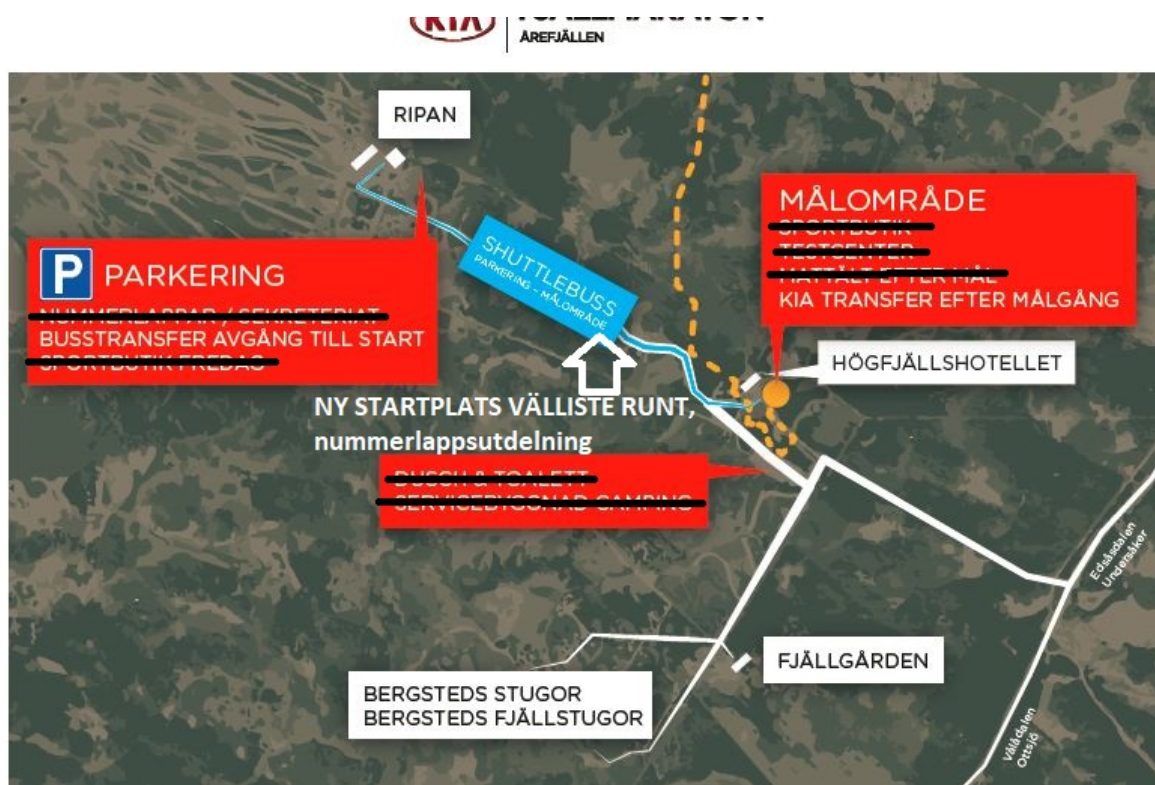 KIA
FJÄLLMARATON
ÅREFJÄLLEN
RIPAN
MÅLOMRÅDE
SPORTBUTIK
TESTCENTER
MATTÄLT EFTER MÅL
KIA TRANSFER EFTER MÅLGÅNG
SHUTTLEBUSS
PARKERING – MÅLOMRÅDE
P PARKERING
NUMMERLAPPAR / SEKRETERIAT
BUSSTRANSFER AVGÅNG TILL START
SPORTBUTIK FREDAG
HÖGFJÄLLSHOTELLET
NY STARTPLATS VÄLLISTE RUNT,
nummerlappsutdelning
DUSCH & TOALETT
SERVICEBYGGNAD CAMPING
Edsåsdalen
Undersåker
FJÄLLGÅRDEN
BERGSTEDS STUGOR
BERGSTEDS FJÄLLSTUGOR
Vålådalen
Ottsjö